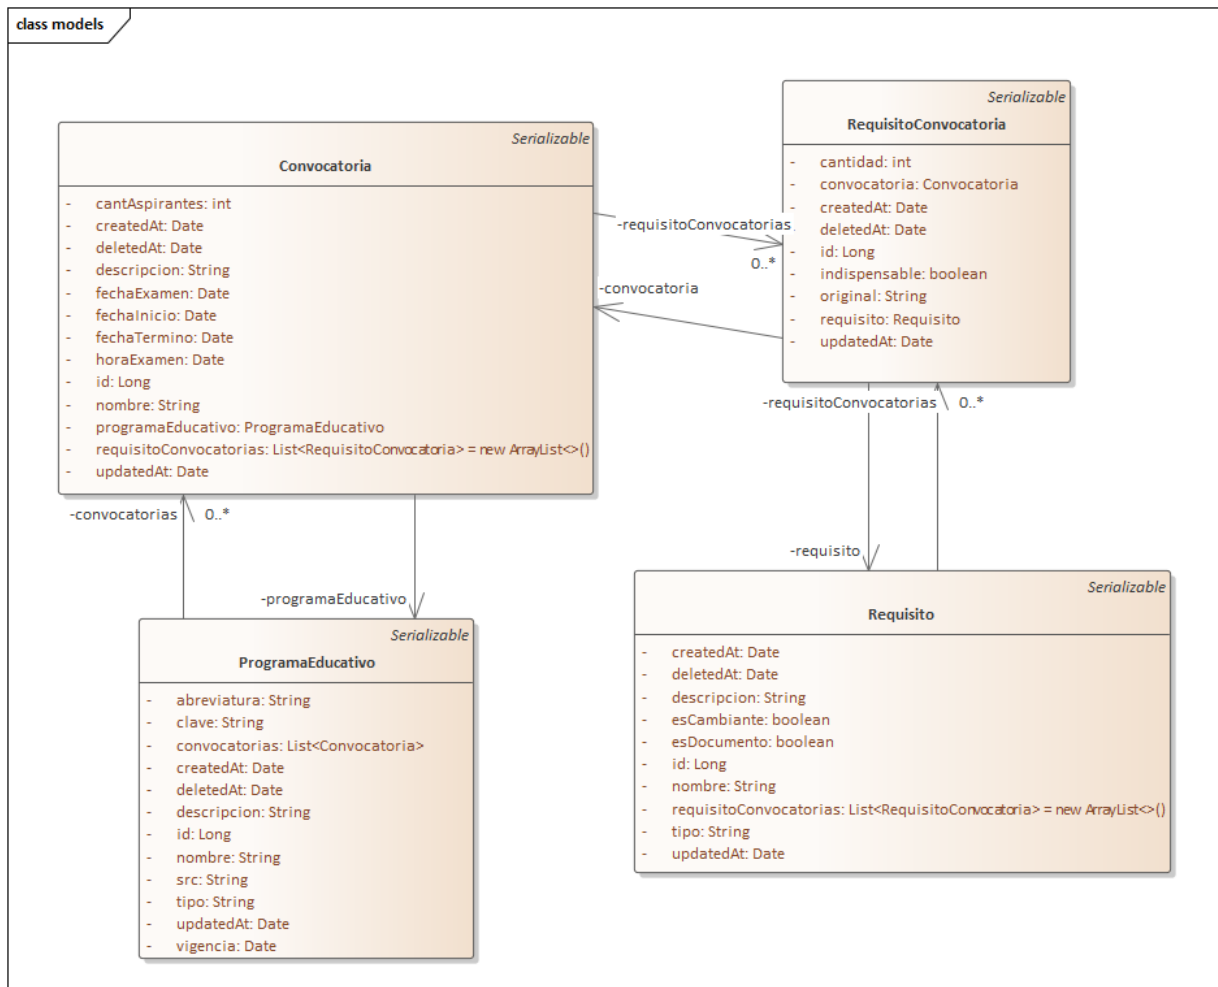 class models
Serializable
Convocatoria
- cantAspirantes: int
- createdAt: Date
- deletedAt: Date
- descripcion: String
- fechaExamen: Date
- fechaInicio: Date
- fechaTermino: Date
- horaExamen: Date
- id: Long
- nombre: String
- programaEducativo: ProgramaEducativo
- requisitoConvocatorias: List<RequisitoConvocatoria> = new ArrayList<>()
- updatedAt: Date
Serializable
RequisitoConvocatoria
- cantidad: int
- convocatoria: Convocatoria
- createdAt: Date
- deletedAt: Date
- id: Long
- indispensable: boolean
- original: String
- requisito: Requisito
- updatedAt: Date
-requisitoConvocatorias
0..*
-convocatoria
-requisitoConvocatorias
0..*
-convocatorias
0..*
-requisito
-programaEducativo
Serializable
ProgramaEducativo
- abreviatura: String
- clave: String
- convocatorias: List<Convocatoria>
- createdAt: Date
- deletedAt: Date
- descripcion: String
- id: Long
- nombre: String
- src: String
- tipo: String
- updatedAt: Date
- vigencia: Date
Serializable
Requisito
- createdAt: Date
- deletedAt: Date
- descripcion: String
- esCambiante: boolean
- esDocumento: boolean
- id: Long
- nombre: String
- requisitoConvocatorias: List<RequisitoConvocatoria> = new ArrayList<>()
- tipo: String
- updatedAt: Date